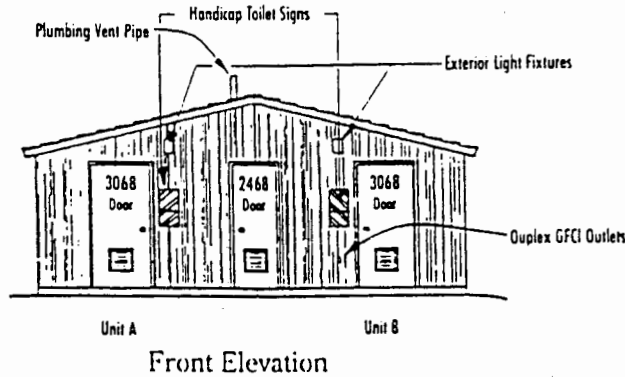 Handicap Toilet Signs
Plumbing Vent Pipe
Exterior Light Fixtures
3068
Door
2468
Door
3068
Door
Duplex GFCI Outlets
Unit A
Unit B
Front Elevation